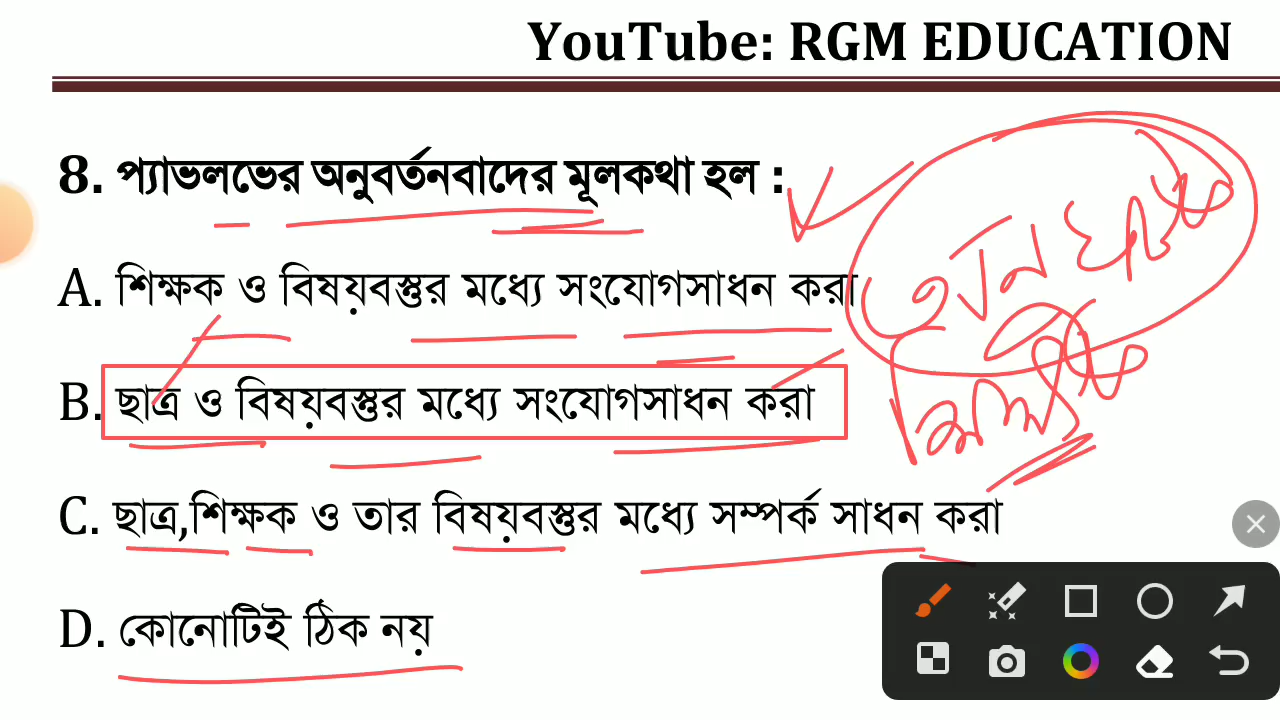 YouTube: RGM EDUCATION
8. প্যাভলভের অনুবর্তনবাদের মূলকথা হল :
A. শিক্ষক ও বিষয়বস্তুর মধ্যে সংযোগসাধন করা
B. ছাত্র ও বিষয়বস্তুর মধ্যে সংযোগসাধন করা
C. ছাত্র,শিক্ষক ও তার বিষয়বস্তুর মধ্যে সম্পর্ক সাধন করা
D. কোনোটিই ঠিক নয়